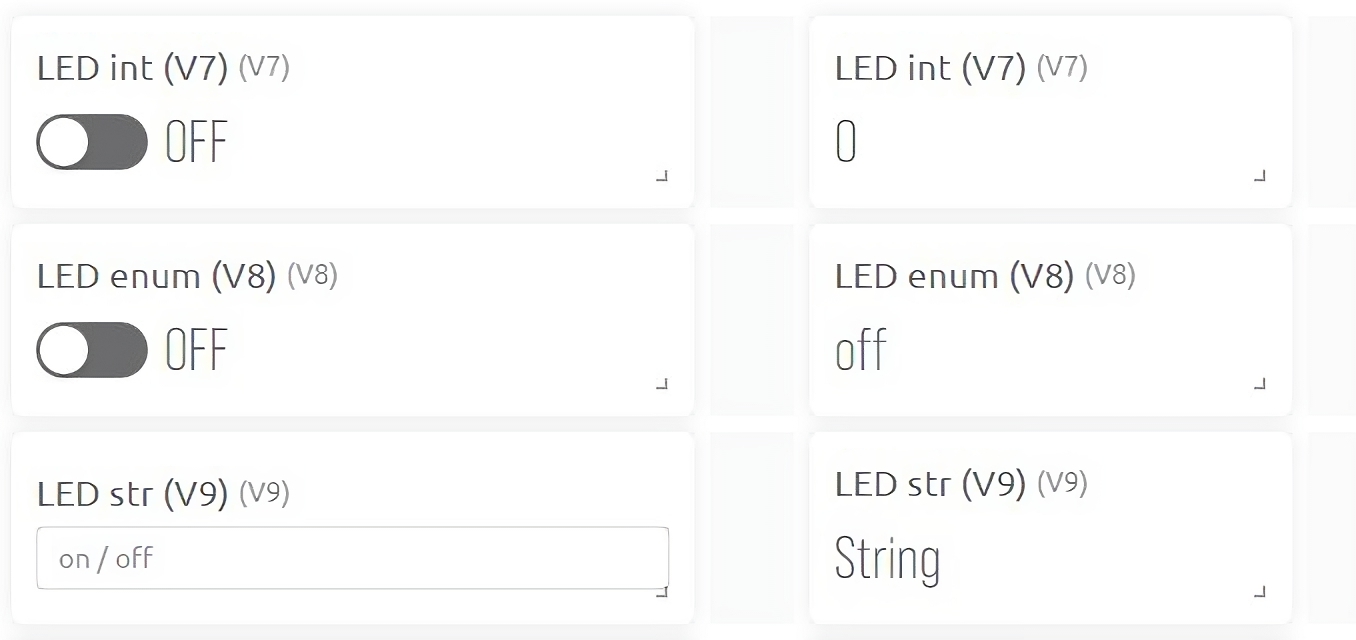 LED int (V7) (V7)
OFF
LED int (V7) (V7)
0
LED enum (V8) (V8)
OFF
LED enum (V8) (V8)
off
LED str (V9) (V9)
on / off
LED str (V9) (V9)
String